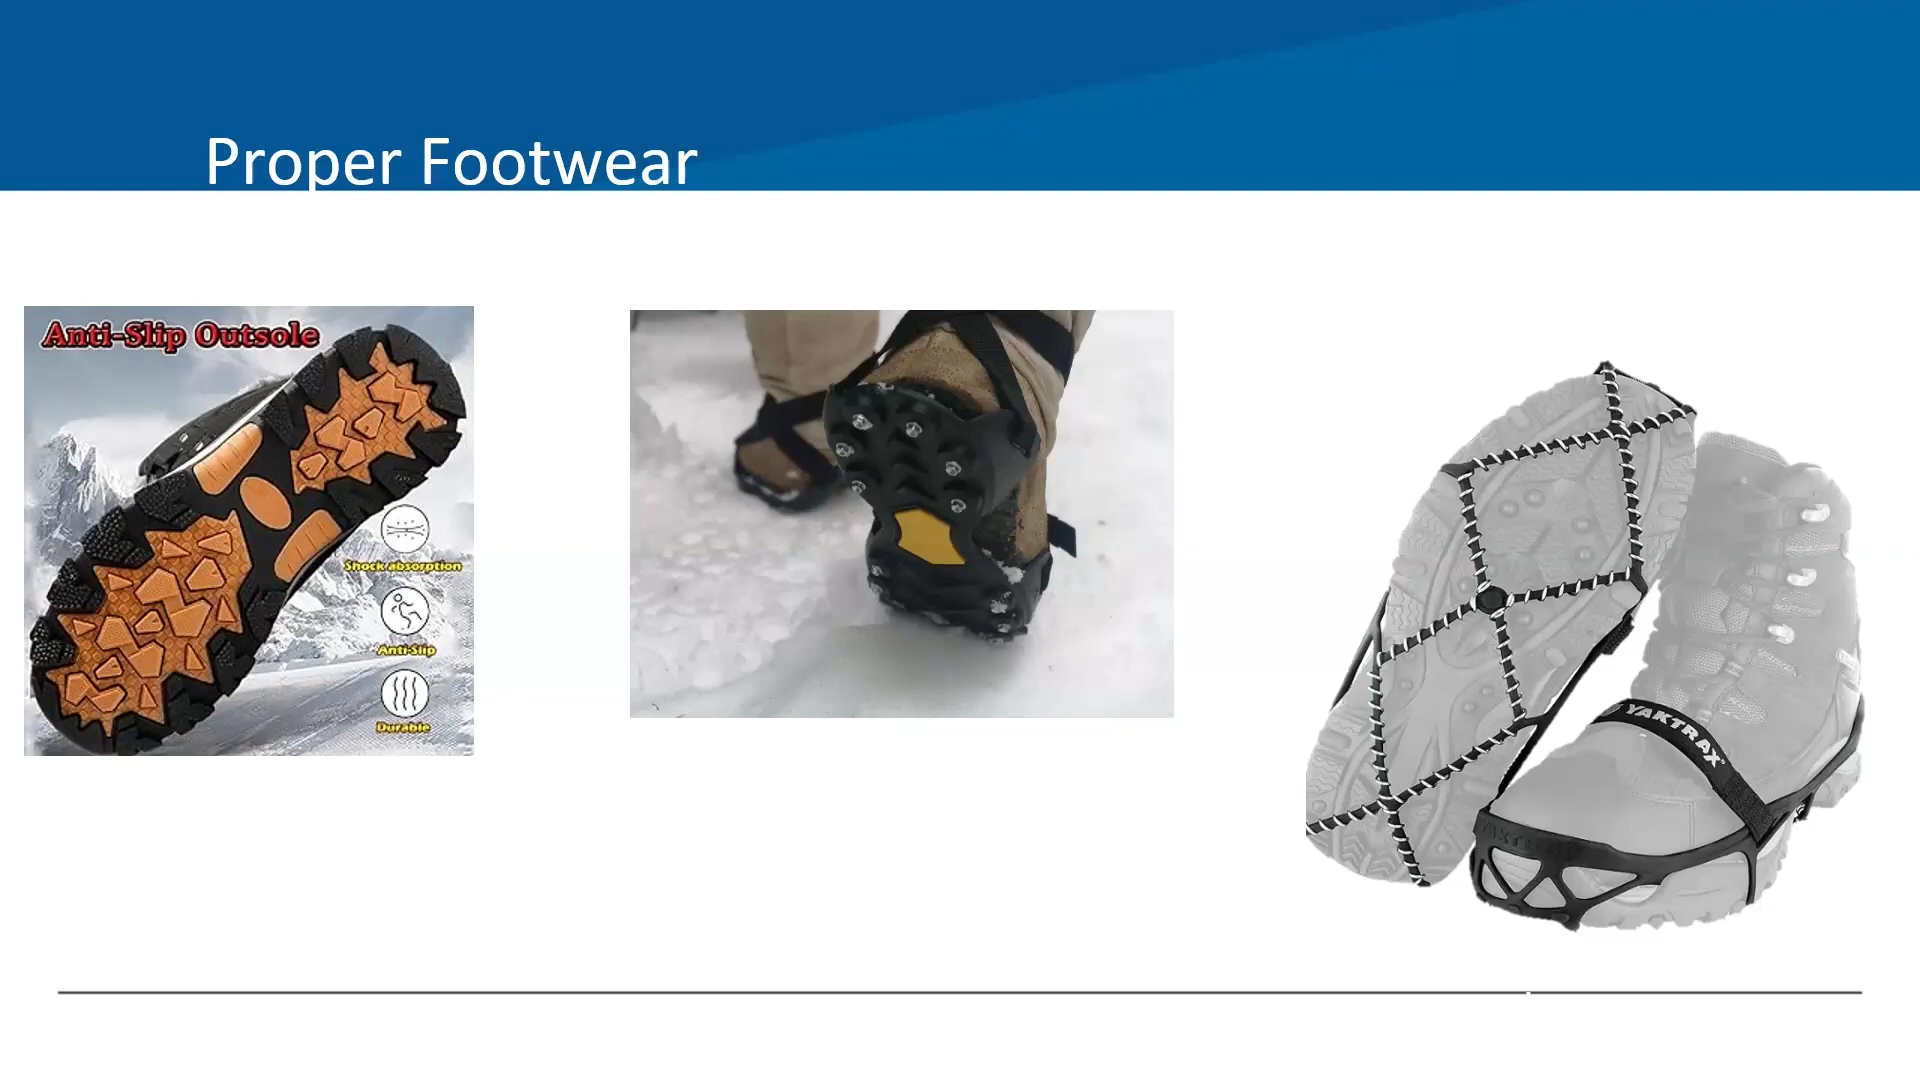 Proper Footwear
Anti-Slip Outsole
Shock absorption
Anti-Slip
Durable
YAKTRAX